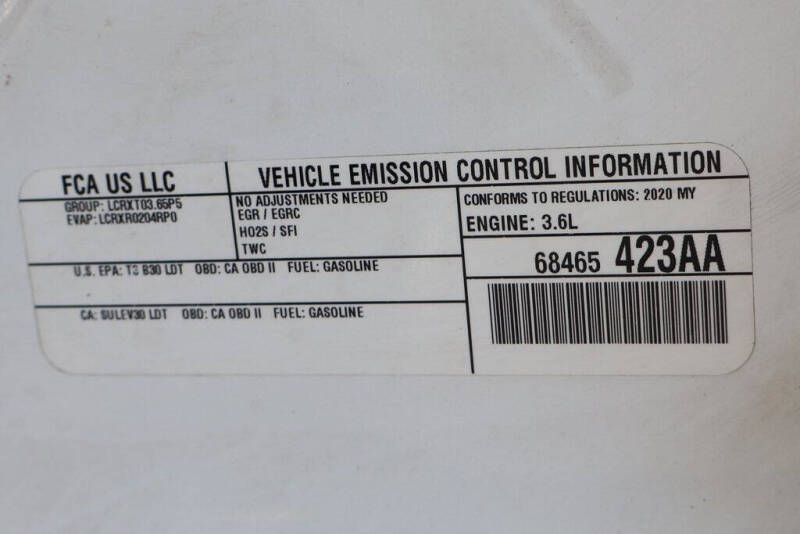 FCA US LLC
GROUP: LCRXT03.65P5
EVAP: LCRXR0204RP0
VEHICLE EMISSION CONTROL INFORMATION
NO ADJUSTMENTS NEEDED
EGR / EGRC
HO2S / SFI
TWC
CONFORMS TO REGULATIONS: 2020 MY
ENGINE: 3.6L
U.S. EPA: T3 B30 LDT OBD: CA OBD II FUEL: GASOLINE
CA: SULEV30 LDT OBD: CA OBD II FUEL: GASOLINE
68465 423AA